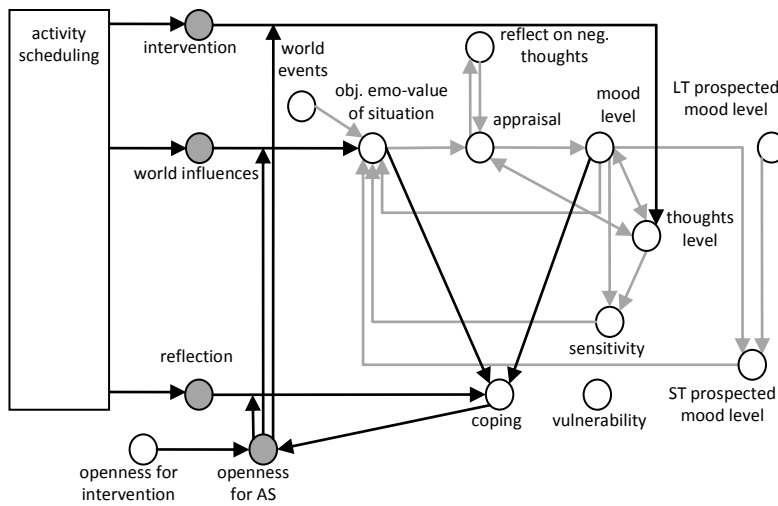 activity
scheduling
intervention
world
events
reflect on neg.
thoughts
obj. emo-value
of situation
appraisal
mood
level
LT prospected
mood level
world influences
thoughts
level
sensitivity
reflection
coping
vulnerability
ST prospected
mood level
openness for
intervention
openness
for AS